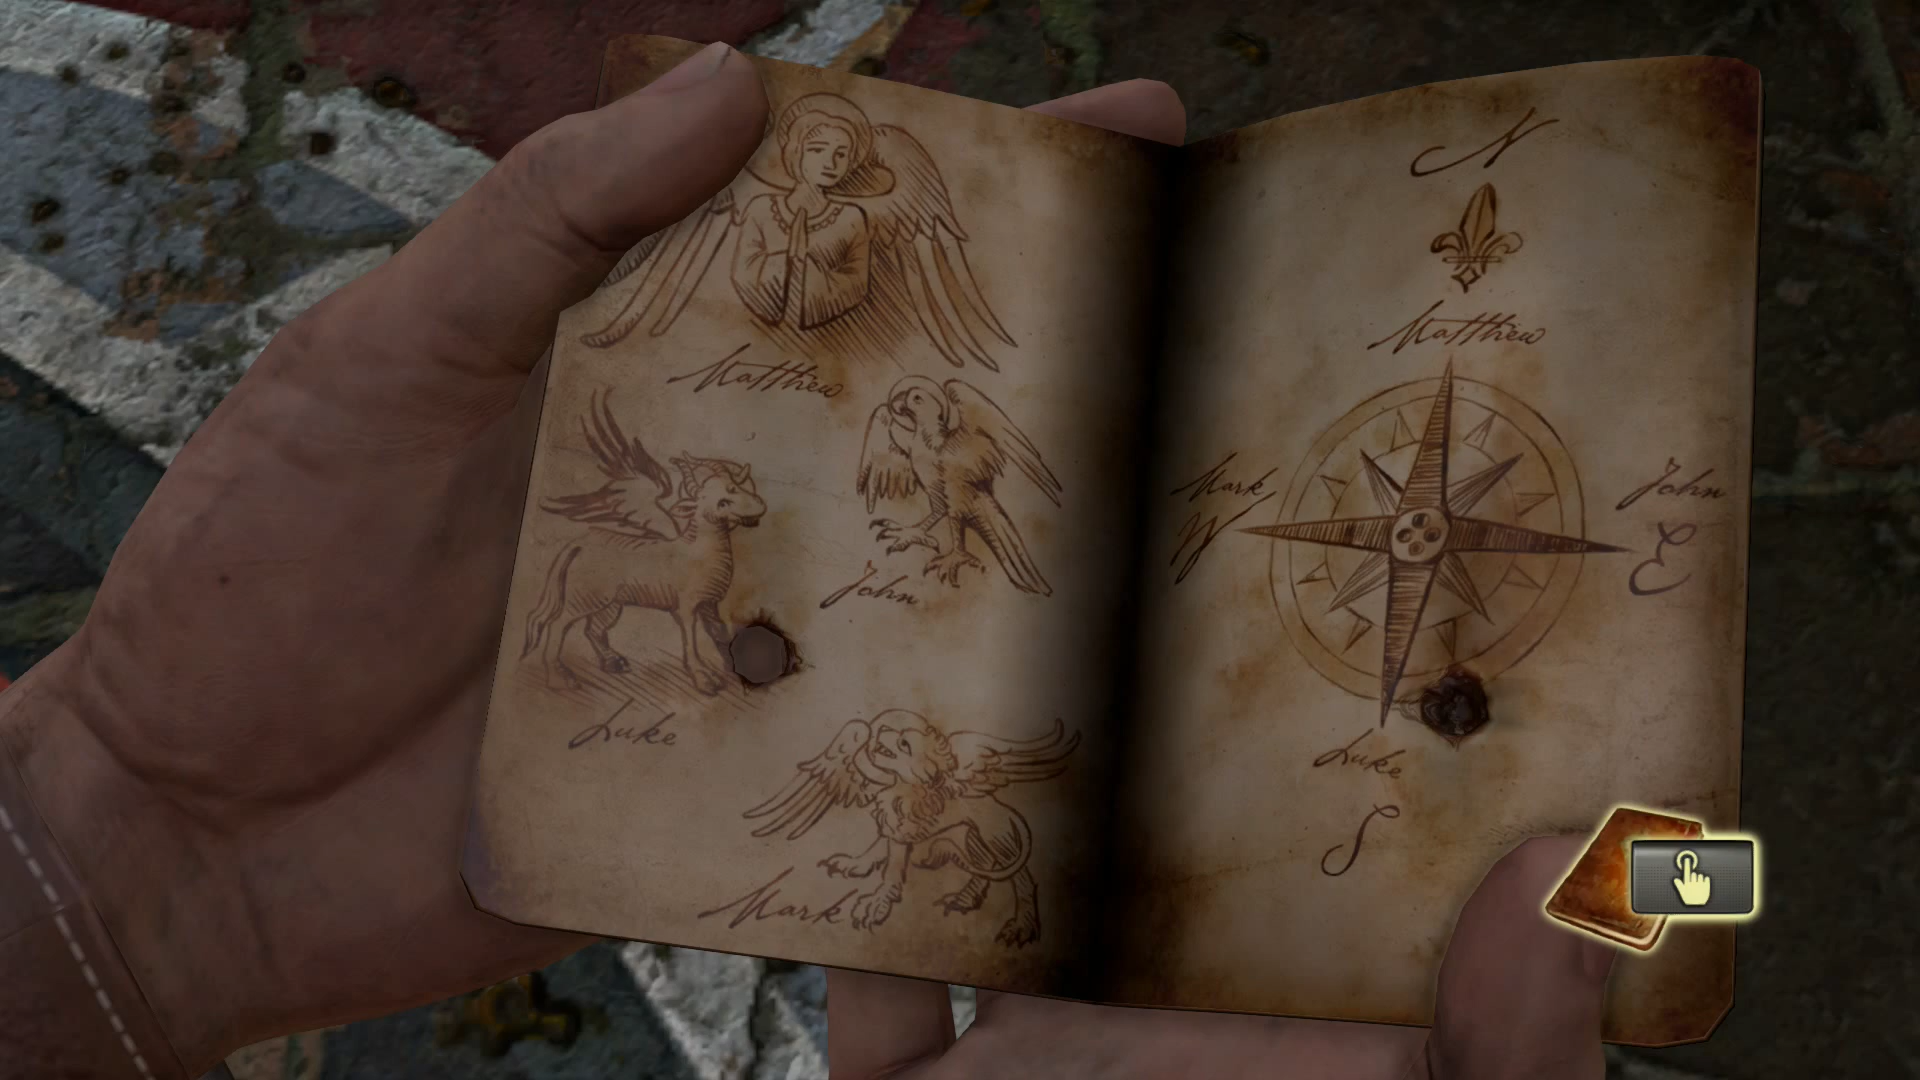 Matthew
John
Luke
Mark
N
Matthew
Mark
W
John
E
Luke
S